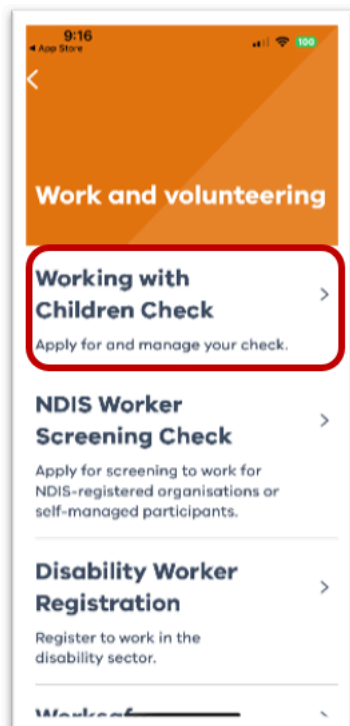 9:16
◀ App Store
100
Work and volunteering
Working with
Children Check
Apply for and manage your check.
NDIS Worker
Screening Check
Apply for screening to work for
NDIS-registered organisations or
self-managed participants.
Disability Worker
Registration
Register to work in the
disability sector.